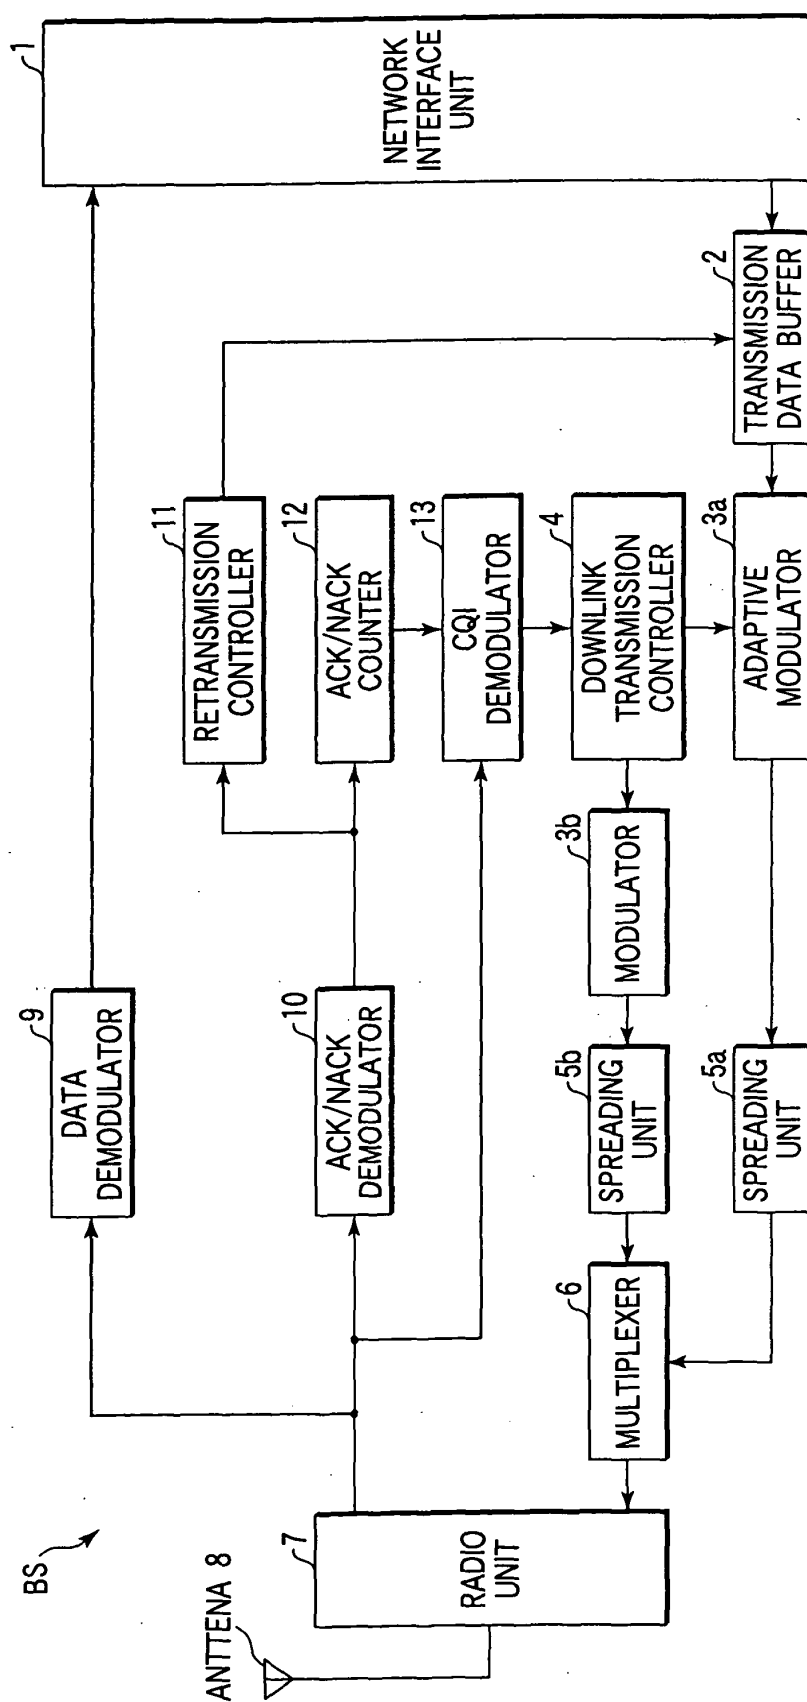 BS
ANTTENA 8
7
RADIO
UNIT
9
DATA
DEMODULATOR
10
ACK/NACK
DEMODULATOR
6
MULTIPLEXER
5b
SPREADING
UNIT
5a
SPREADING
UNIT
3b
MODULATOR
11
RETRANSMISSION
CONTROLLER
12
ACK/NACK
COUNTER
13
CQI
DEMODULATOR
4
DOWNLINK
TRANSMISSION
CONTROLLER
3a
ADAPTIVE
MODULATOR
2
TRANSMISSION
DATA BUFFER
1
NETWORK
INTERFACE
UNIT